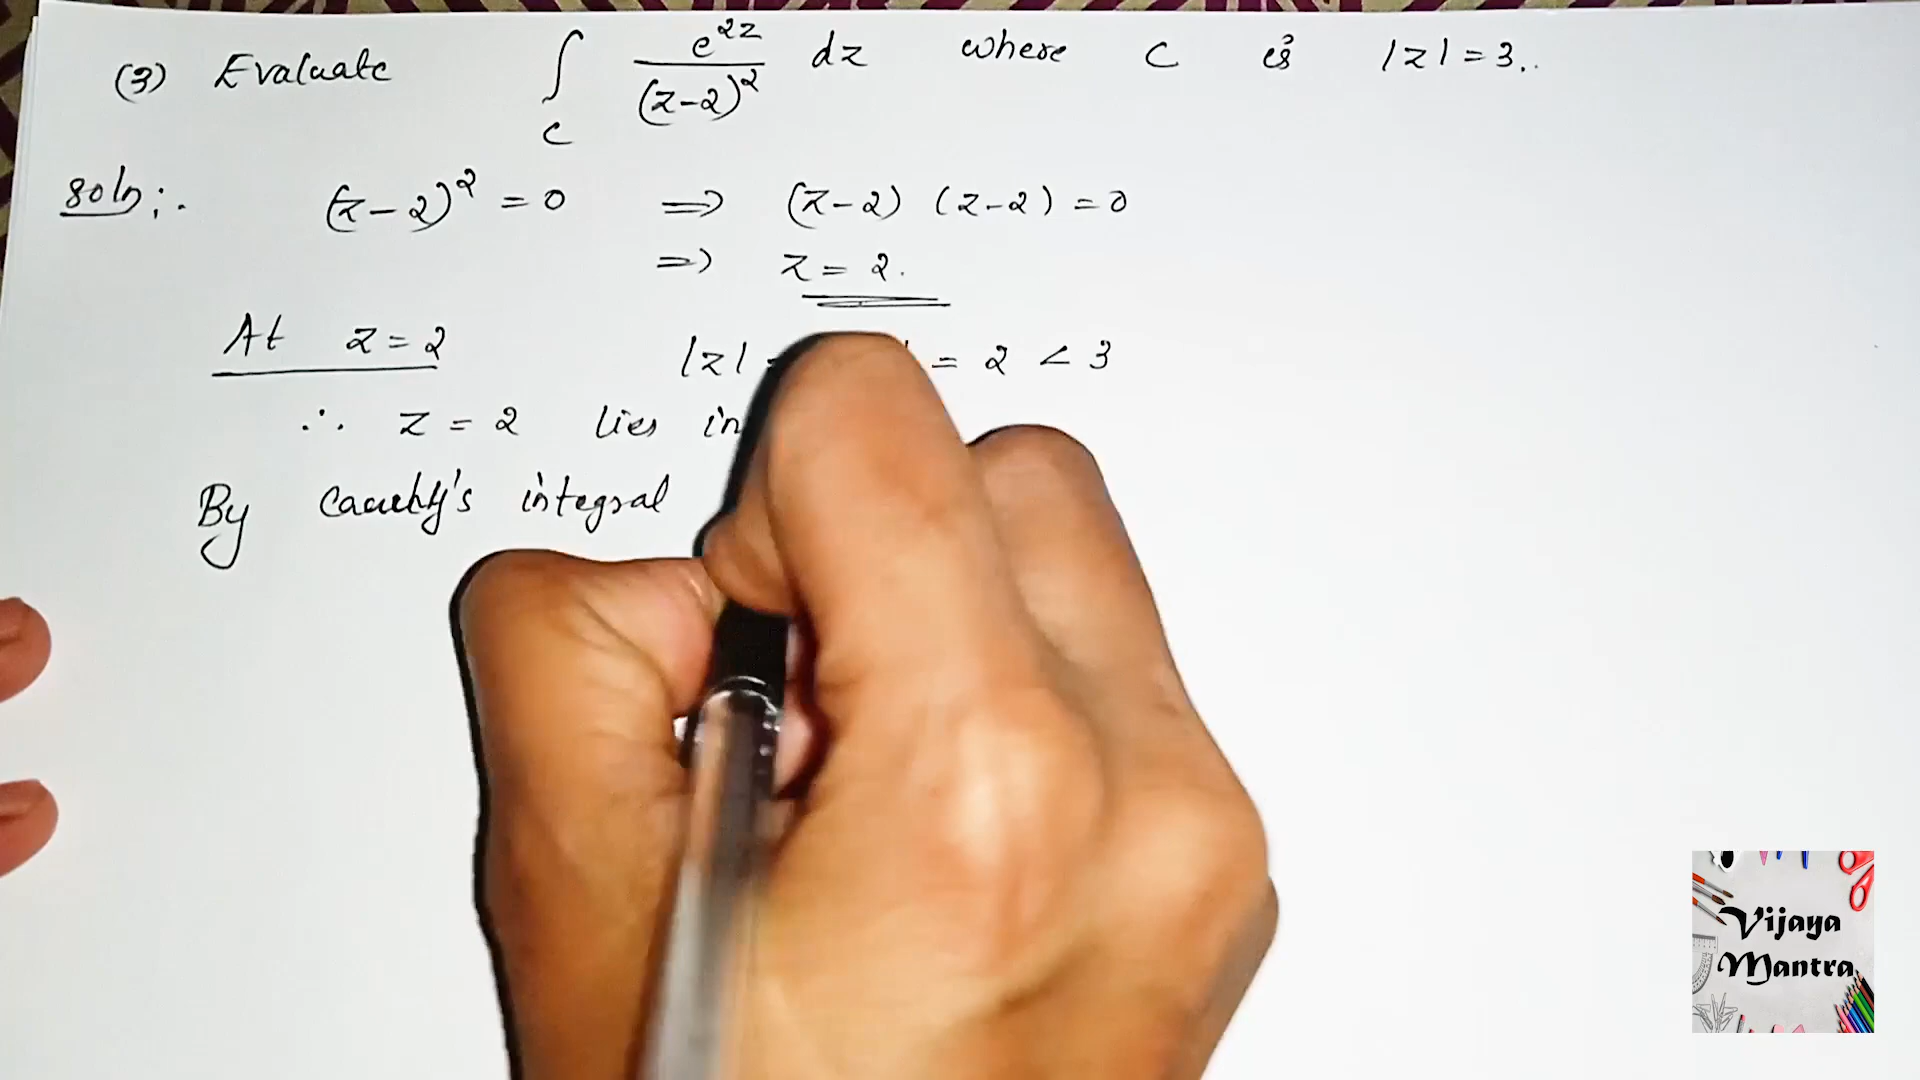 (3) Evaluate ∫_C e^{2z}/(z-2)^2 dz where C is |z| = 3..
soln:. (z-2)^2 = 0 ⇒ (z-2) (z-2) = 0
⇒ z = 2.
At z = 2 |z| = = 2 < 3
∴ z = 2 lies in
By Cauchy's integral
Vijaya
Mantra